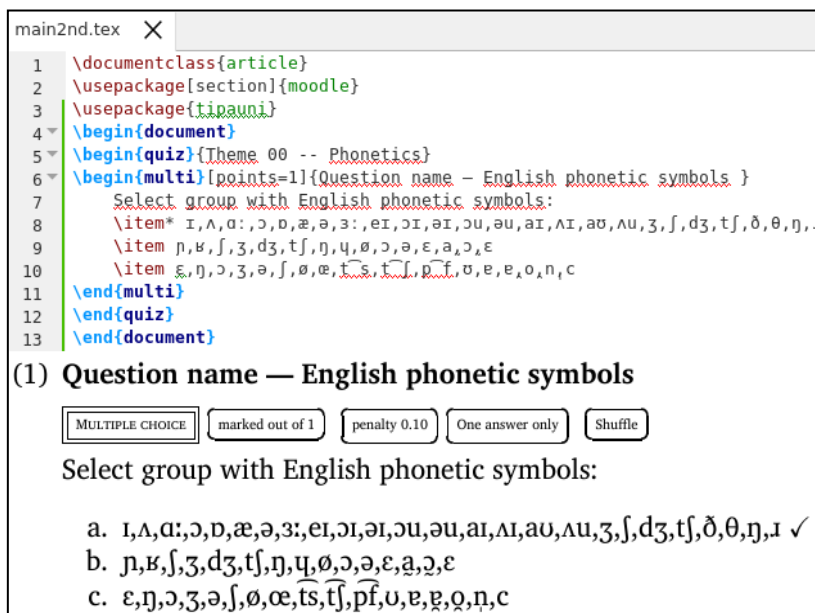 main2nd.tex X
1 \documentclass{article}
2 \usepackage[section]{moodle}
3 \usepackage{tipauni}
4 \begin{document}
5 \begin{quiz}{Theme 00 -- Phonetics}
6 \begin{multi}[points=1]{Question name — English phonetic symbols }
7 Select group with English phonetic symbols:
8 \item* ɪ,ʌ,ɑː,ɔ,ɒ,æ,ə,ɜː,eɪ,ɔɪ,əɪ,ɔu,əu,aɪ,ʌɪ,aʊ,ʌu,ʒ,ʃ,dʒ,tʃ,ð,θ,ŋ,
9 \item ɲ,ʁ,ʃ,ʒ,dʒ,tʃ,ŋ,ɥ,ø,ɔ,ə,ɛ,a̯,ɔ̯,ɛ
10 \item ɛ,ŋ,ɔ,ʒ,ə,ʃ,ø,œ,t͡s,t͡ʃ,p͡f,ʊ,ɐ,ɐ̯,o̯,n̩,c
11 \end{multi}
12 \end{quiz}
13 \end{document}
(1) Question name — English phonetic symbols
MULTIPLE CHOICE marked out of 1 penalty 0.10 One answer only Shuffle
Select group with English phonetic symbols:
a. ɪ,ʌ,ɑː,ɔ,ɒ,æ,ə,ɜː,eɪ,ɔɪ,əɪ,ɔu,əu,aɪ,ʌɪ,aʊ,ʌu,ʒ,ʃ,dʒ,tʃ,ð,θ,ŋ,ɹ ✓
b. ɲ,ʁ,ʃ,ʒ,dʒ,tʃ,ŋ,ɥ,ø,ɔ,ə,ɛ,a̯,ɔ̯,ɛ
c. ɛ,ŋ,ɔ,ʒ,ə,ʃ,ø,œ,t͡s,t͡ʃ,p͡f,ʊ,ɐ,ɐ̯,o̯,n̩,c